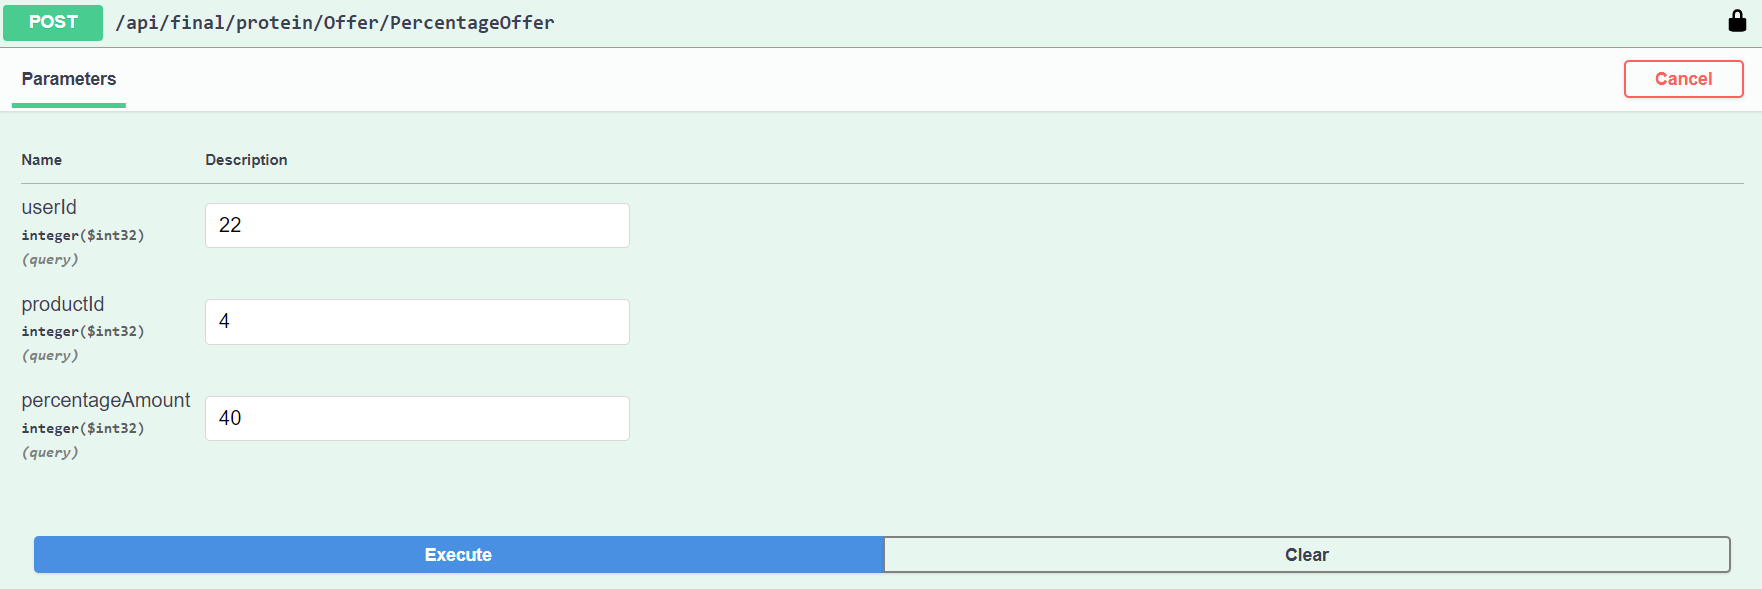 POST /api/final/protein/Offer/PercentageOffer
Parameters Cancel
Name Description
userId
integer($int32)
(query)
22
productId
integer($int32)
(query)
4
percentageAmount
integer($int32)
(query)
40
Execute Clear